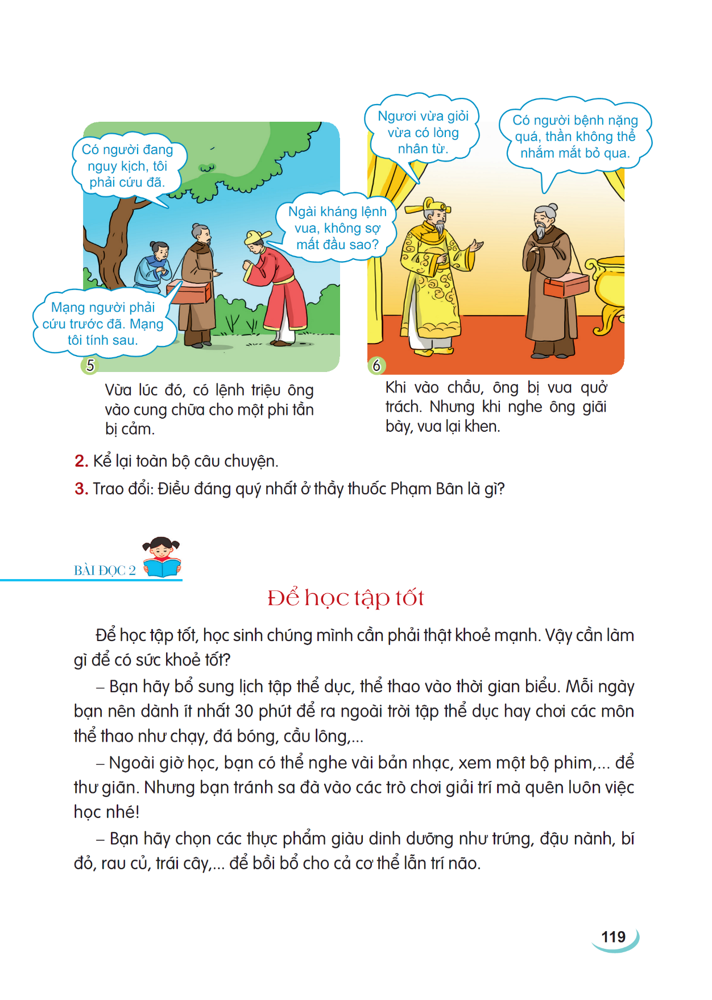 Có người đang
nguy kịch, tôi
phải cứu đã.
Ngài kháng lệnh
vua, không sợ
mất đầu sao?
Mạng người phải
cứu trước đã. Mạng
tôi tính sau.
5
Vừa lúc đó, có lệnh triệu ông
vào cung chữa cho một phi tần
bị cảm.
Ngươi vừa giỏi
vừa có lòng
nhân từ.
Có người bệnh nặng
quá, thần không thể
nhắm mắt bỏ qua.
6
Khi vào chầu, ông bị vua quở
trách. Nhưng khi nghe ông giãi
bày, vua lại khen.
2. Kể lại toàn bộ câu chuyện.
3. Trao đổi: Điều đáng quý nhất ở thầy thuốc Phạm Bân là gì?
BÀI ĐỌC 2
Để học tập tốt
Để học tập tốt, học sinh chúng mình cần phải thật khoẻ mạnh. Vậy cần làm
gì để có sức khoẻ tốt?
– Bạn hãy bổ sung lịch tập thể dục, thể thao vào thời gian biểu. Mỗi ngày
bạn nên dành ít nhất 30 phút để ra ngoài trời tập thể dục hay chơi các môn
thể thao như chạy, đá bóng, cầu lông,...
– Ngoài giờ học, bạn có thể nghe vài bản nhạc, xem một bộ phim,... để
thư giãn. Nhưng bạn tránh sa đà vào các trò chơi giải trí mà quên luôn việc
học nhé!
– Bạn hãy chọn các thực phẩm giàu dinh dưỡng như trứng, đậu nành, bí
đỏ, rau củ, trái cây,... để bồi bổ cho cả cơ thể lẫn trí não.
119